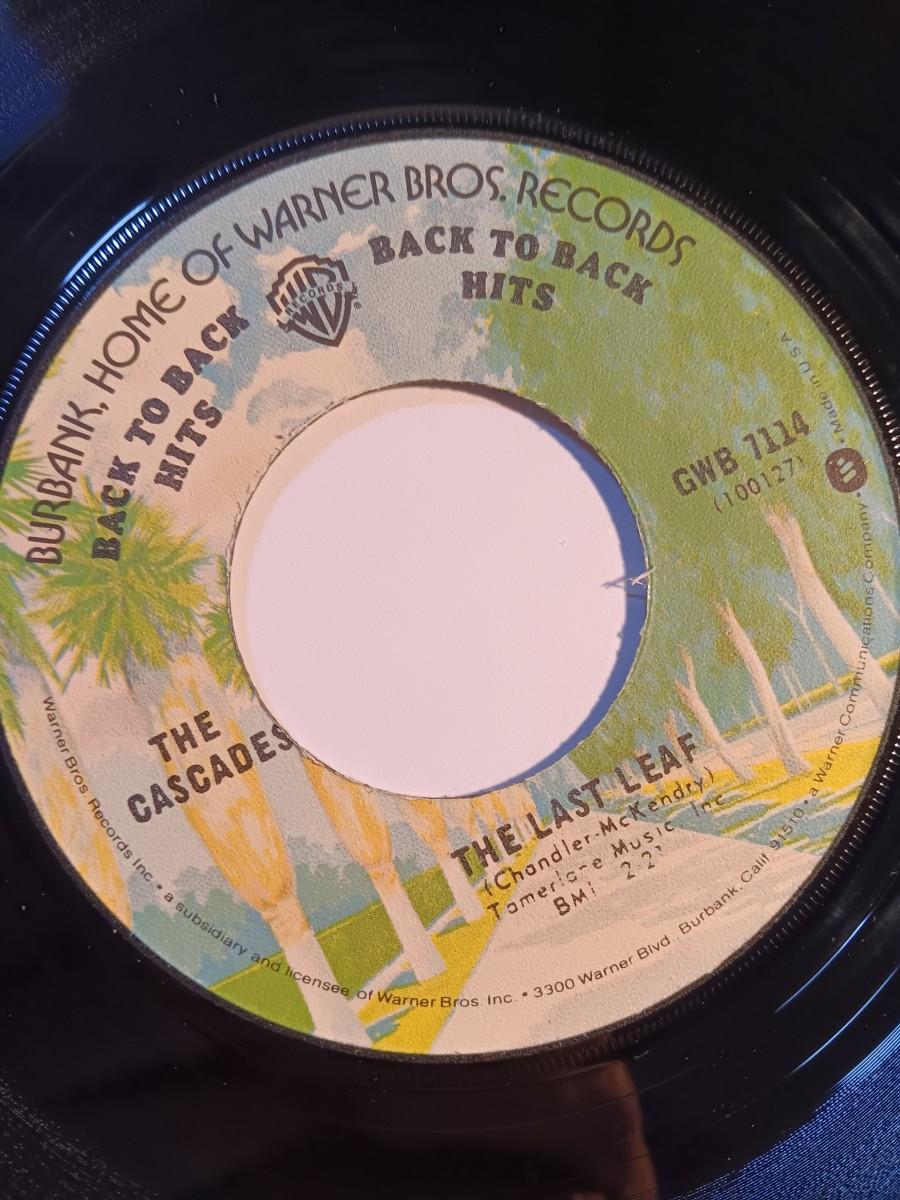 BURBANK, HOME OF WARNER BROS. RECORDS
BACK TO BACK
HITS
RECORDS
®
BACK TO BACK
HITS
GWB 7114
(100127)
THE
CASCADES
THE LAST LEAF
(Chandler-McKendry)
Tamerlane Music, Inc
BMI
Warner Bros Records Inc. • a subsidiary and licensee of Warner Bros. Inc. • 3300 Warner Blvd., Burbank, Calif. 91510 • a Warner Communications Company • Made in U S A